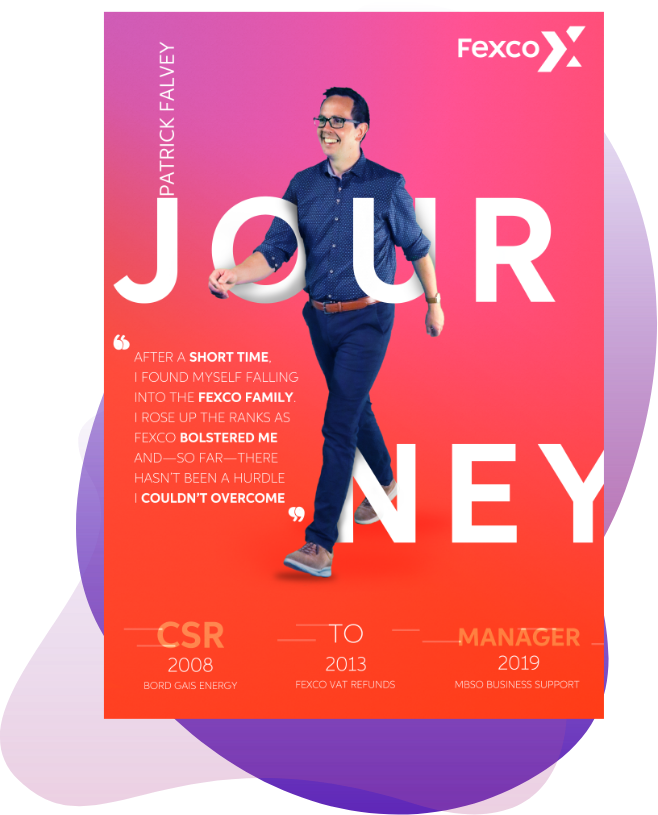 Fexco
PATRICK FALVEY
JOUR
NEY
“
AFTER A SHORT TIME,
I FOUND MYSELF FALLING
INTO THE FEXCO FAMILY.
I ROSE UP THE RANKS AS
FEXCO BOLSTERED ME
AND—SO FAR—THERE
HASN'T BEEN A HURDLE
I COULDN'T OVERCOME
”
CSR
2008
BORD GAIS ENERGY
TO
2013
FEXCO VAT REFUNDS
MANAGER
2019
MBSO BUSINESS SUPPORT